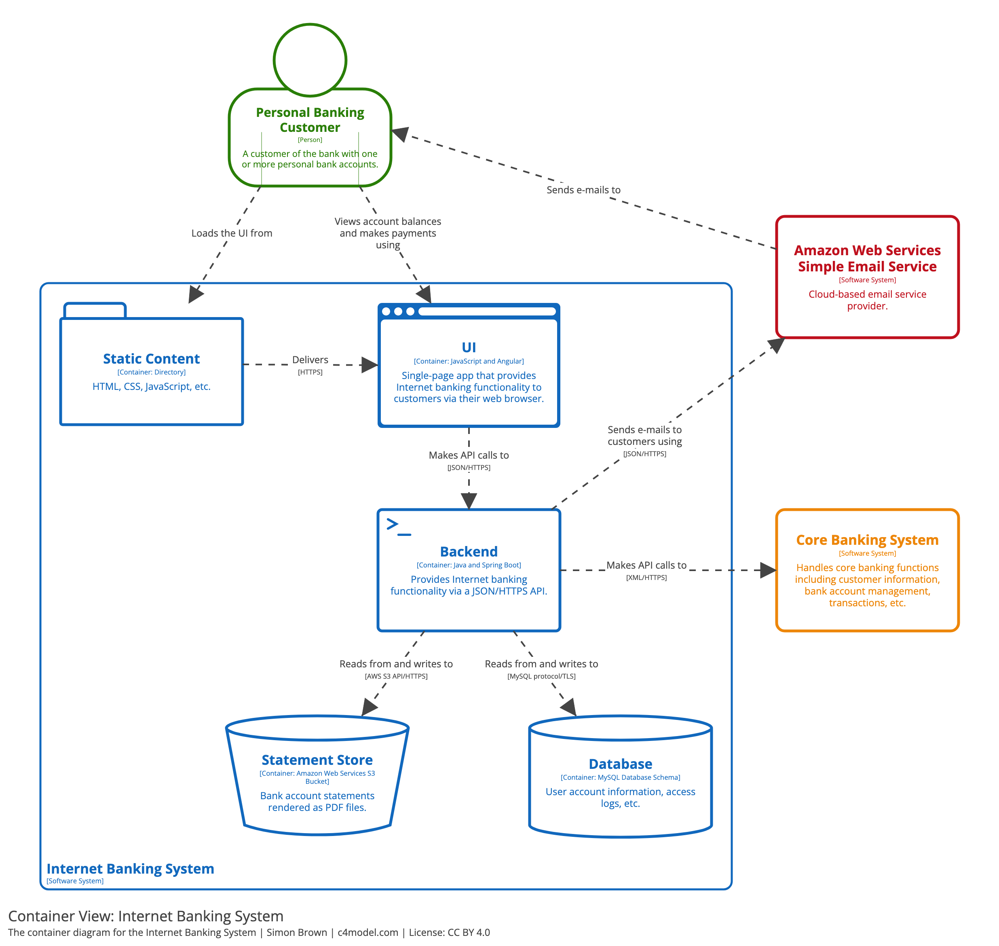 Personal Banking
Customer
[Person]
A customer of the bank with one
or more personal bank accounts.
Sends e-mails to
Loads the UI from
Views account balances
and makes payments
using
Amazon Web Services
Simple Email Service
[Software System]
Cloud-based email service
provider.
Static Content
[Container: Directory]
HTML, CSS, JavaScript, etc.
Delivers
[HTTPS]
UI
[Container: JavaScript and Angular]
Single-page app that provides
Internet banking functionality to
customers via their web browser.
Makes API calls to
[JSON/HTTPS]
Sends e-mails to
customers using
[JSON/HTTPS]
>_
Backend
[Container: Java and Spring Boot]
Provides Internet banking
functionality via a JSON/HTTPS API.
Makes API calls to
[XML/HTTPS]
Core Banking System
[Software System]
Handles core banking functions
including customer information,
bank account management,
transactions, etc.
Reads from and writes to
[AWS S3 API/HTTPS]
Reads from and writes to
[MySQL protocol/TLS]
Statement Store
[Container: Amazon Web Services S3
Bucket]
Bank account statements
rendered as PDF files.
Database
[Container: MySQL Database Schema]
User account information, access
logs, etc.
Internet Banking System
[Software System]
Container View: Internet Banking System
The container diagram for the Internet Banking System | Simon Brown | c4model.com | License: CC BY 4.0